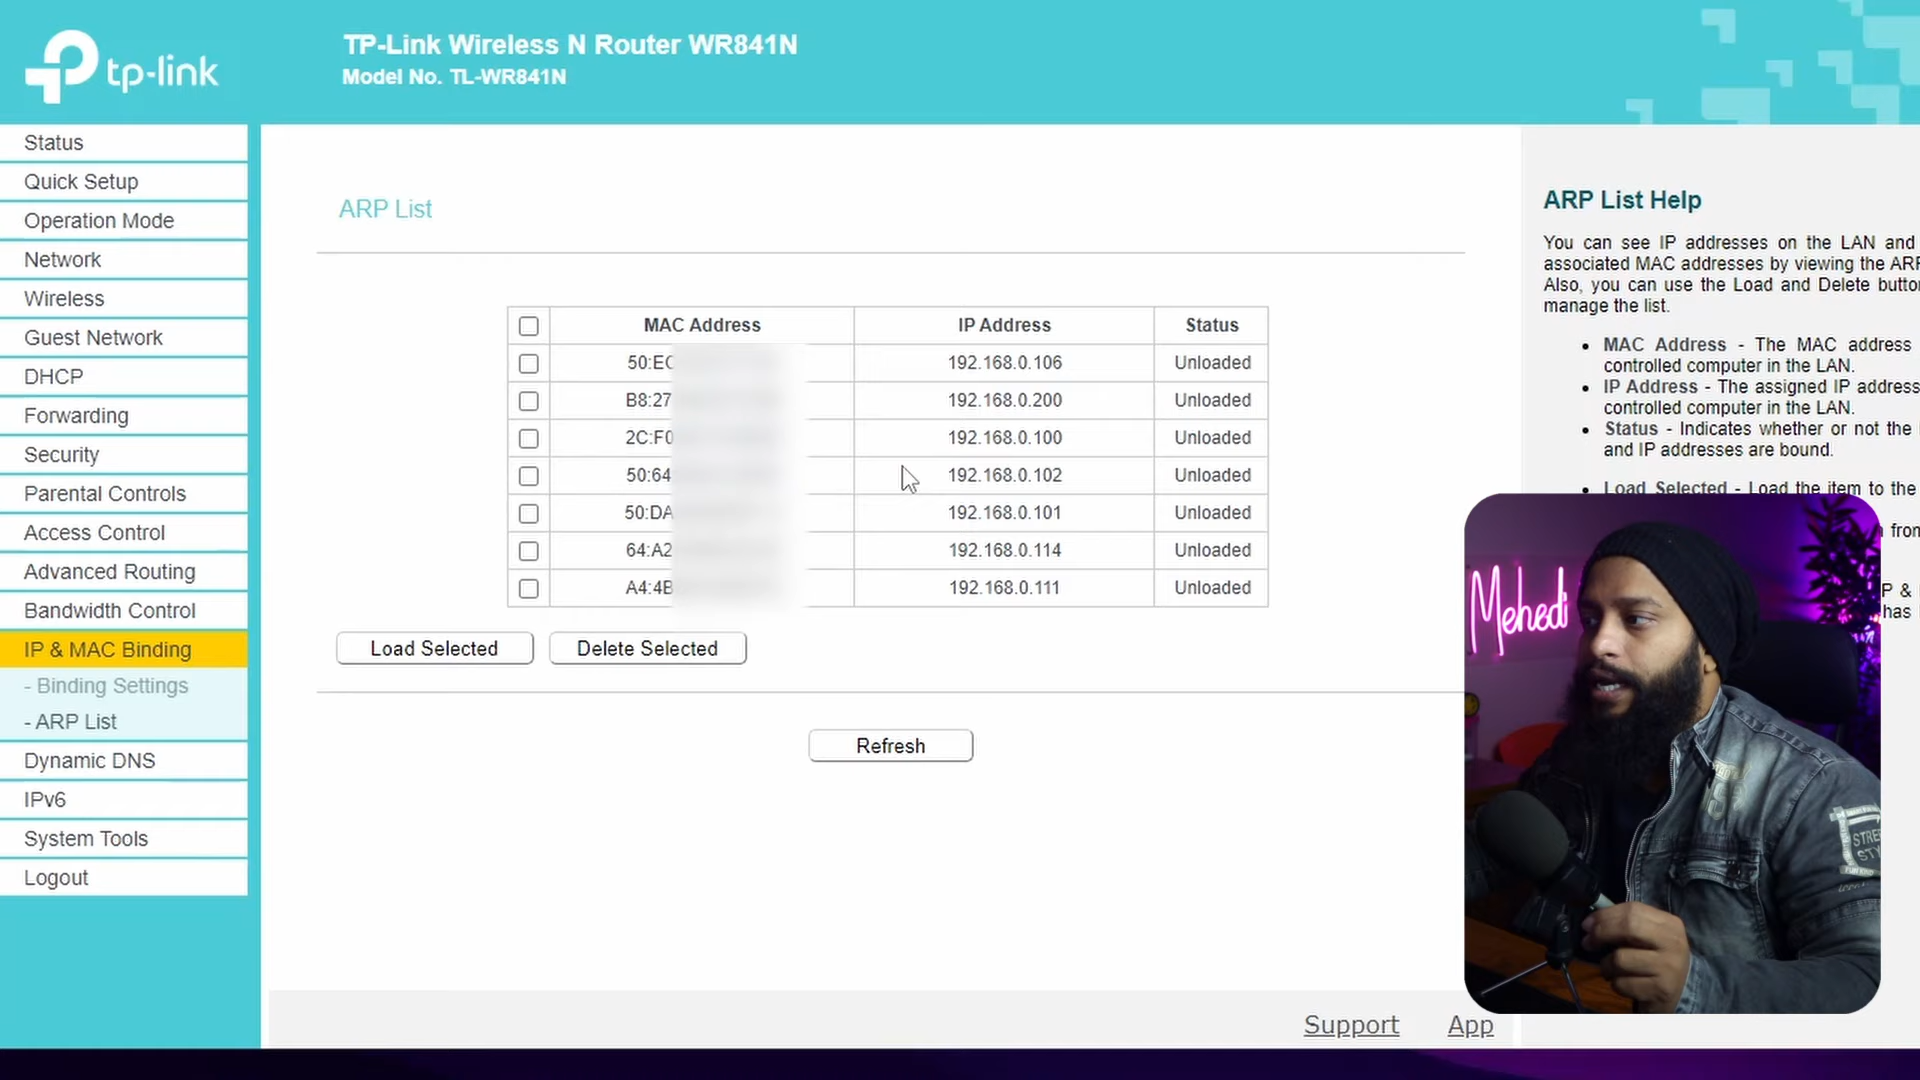 tp-link
TP-Link Wireless N Router WR841N
Model No. TL-WR841N
Status
Quick Setup
Operation Mode
Network
Wireless
Guest Network
DHCP
Forwarding
Security
Parental Controls
Access Control
Advanced Routing
Bandwidth Control
IP & MAC Binding
- Binding Settings
- ARP List
Dynamic DNS
IPv6
System Tools
Logout
ARP List
MAC Address IP Address Status
50:EC 192.168.0.106 Unloaded
B8:27 192.168.0.200 Unloaded
2C:F0 192.168.0.100 Unloaded
50:64 192.168.0.102 Unloaded
50:DA 192.168.0.101 Unloaded
64:A2 192.168.0.114 Unloaded
A4:4B 192.168.0.111 Unloaded
Load Selected Delete Selected
Refresh
Support App
ARP List Help
You can see IP addresses on the LAN and
associated MAC addresses by viewing the ARP
Also, you can use the Load and Delete
manage the list.
• MAC Address - The MAC address
controlled computer in the LAN.
• IP Address - The assigned IP address
controlled computer in the LAN.
• Status - Indicates whether or not the
and IP addresses are bound.
• Load Selected - Load the item to the
from
P &
has
Mehedi